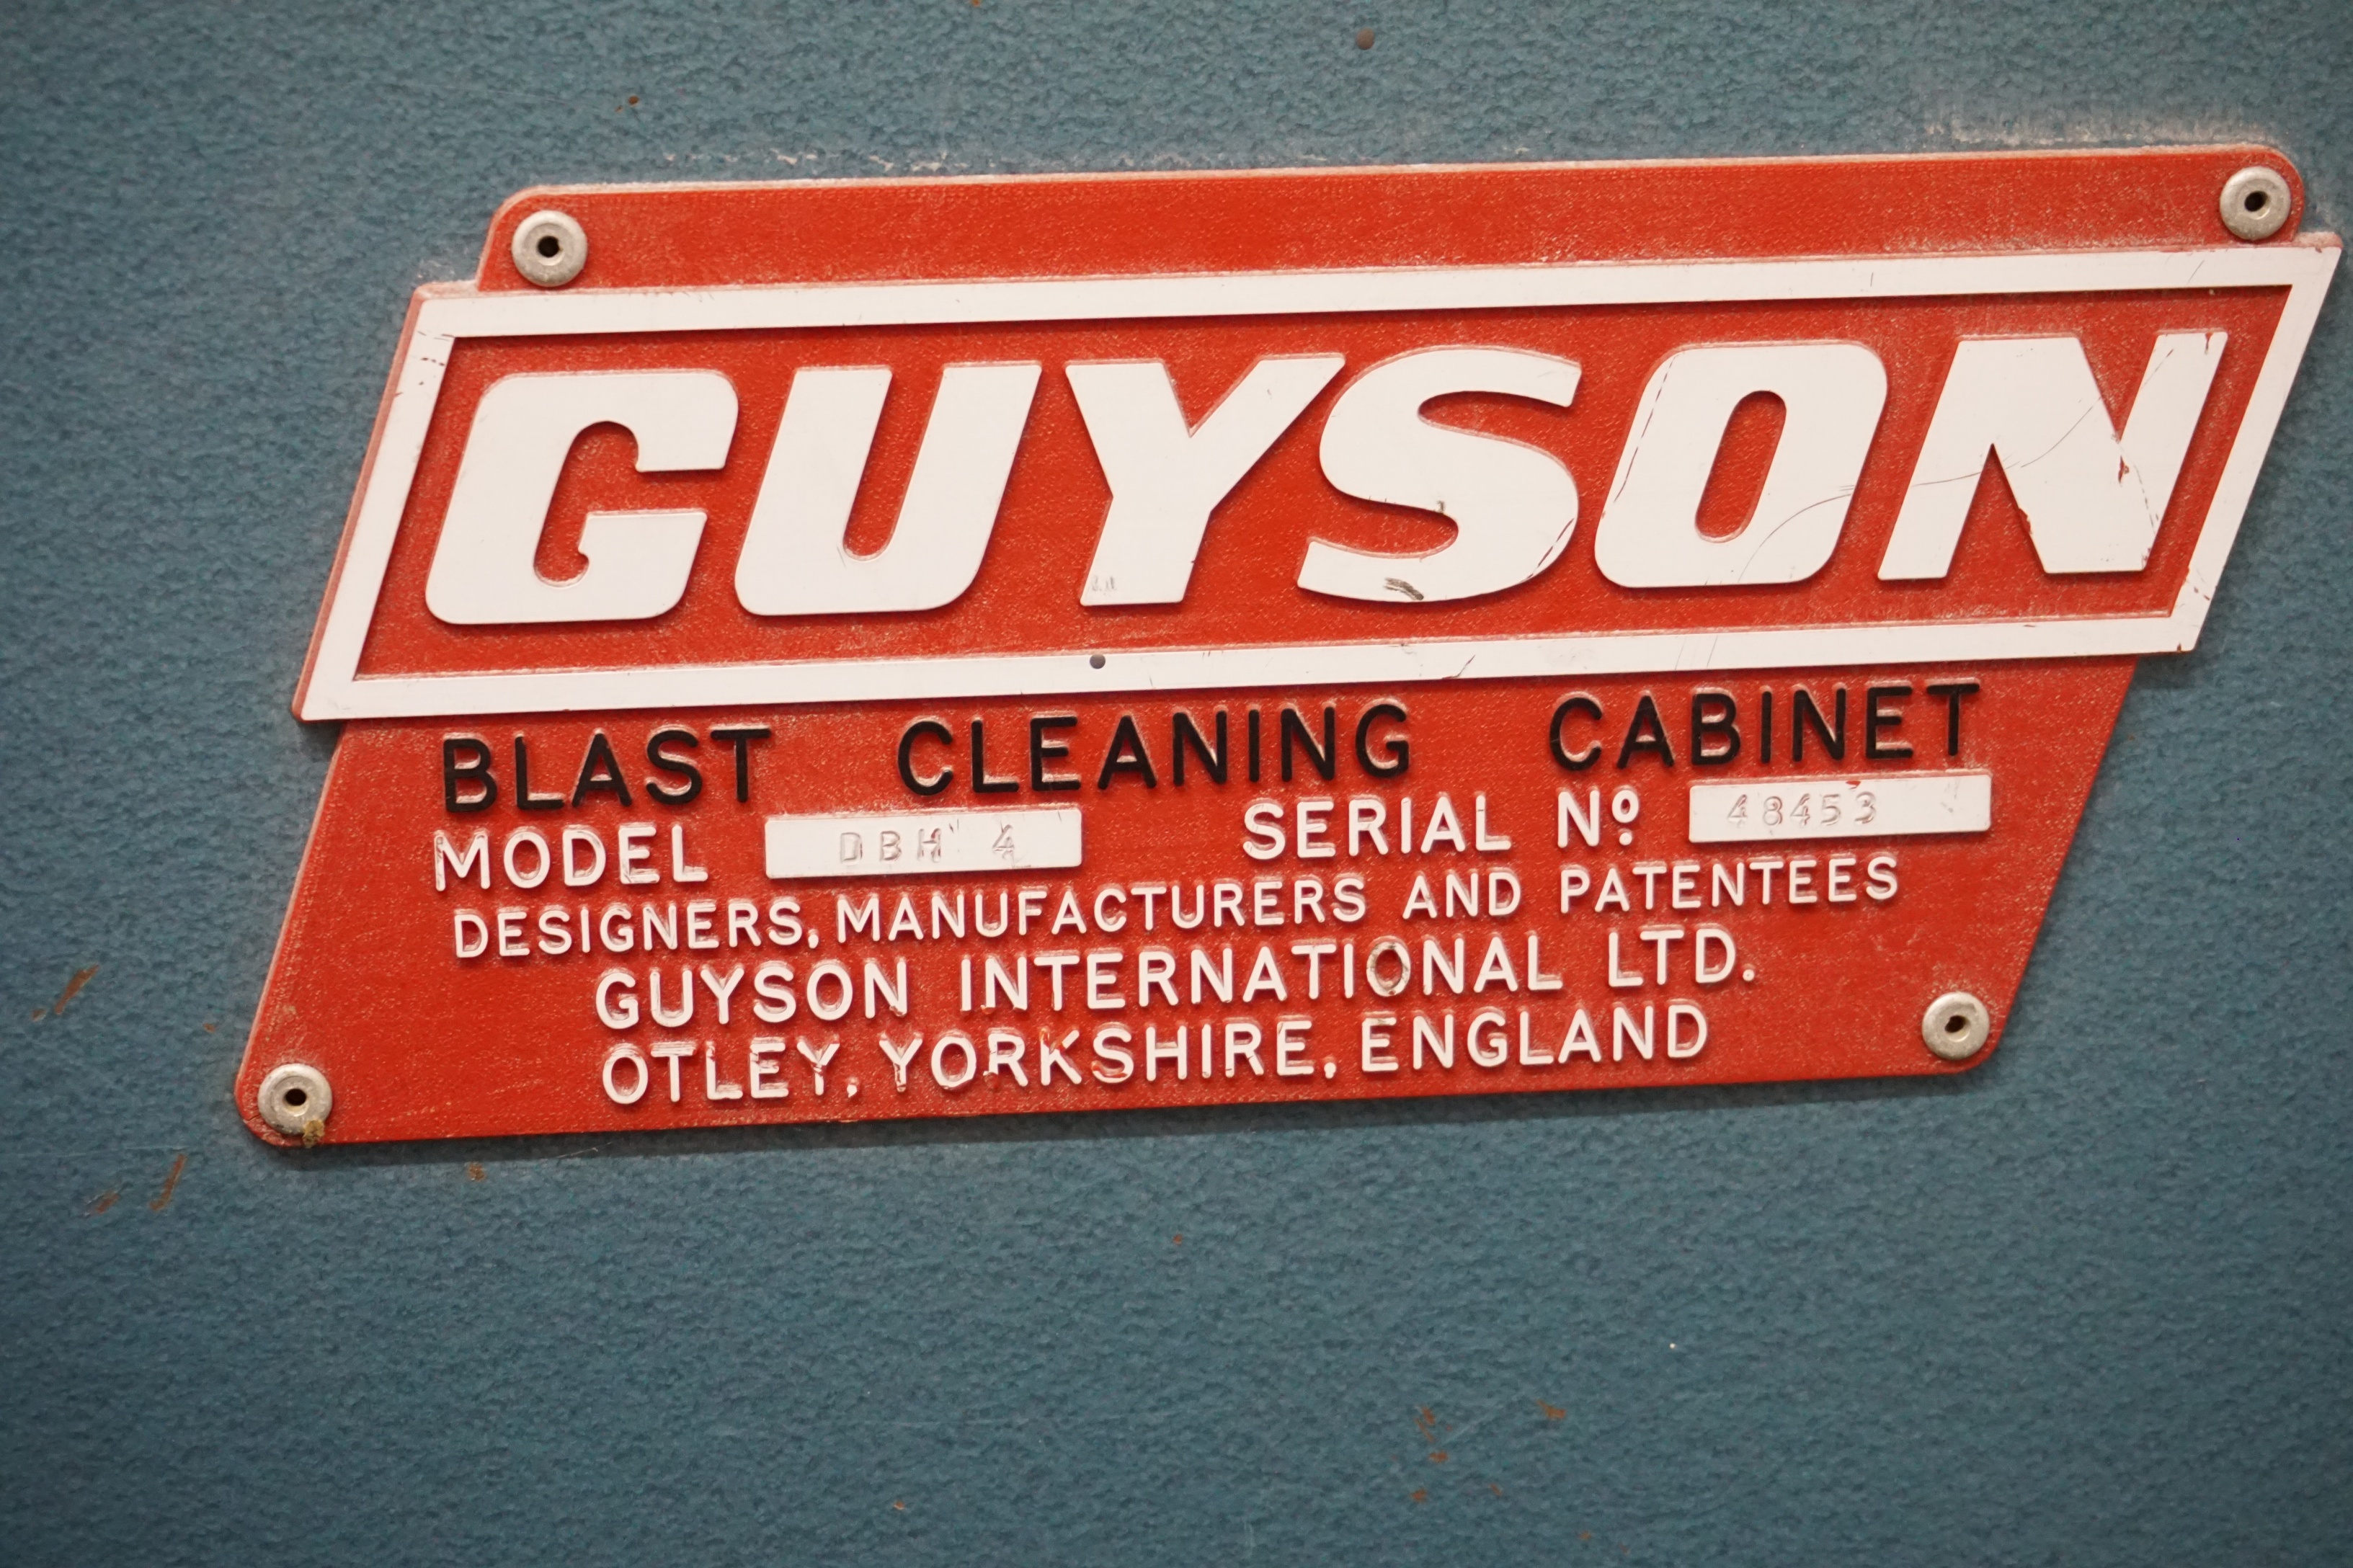 GUYSON
BLAST CLEANING CABINET
MODEL DBH 4 SERIAL Nº 48453
DESIGNERS, MANUFACTURERS AND PATENTEES
GUYSON INTERNATIONAL LTD.
OTLEY, YORKSHIRE, ENGLAND